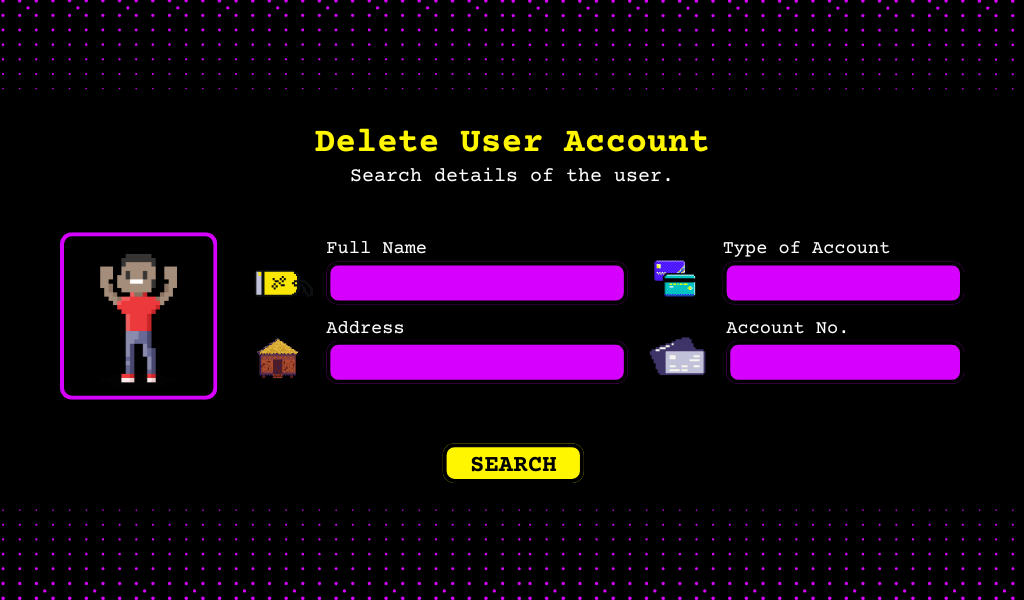 Delete User Account
Search details of the user.
Full Name
Type of Account
Address
Account No.
SEARCH